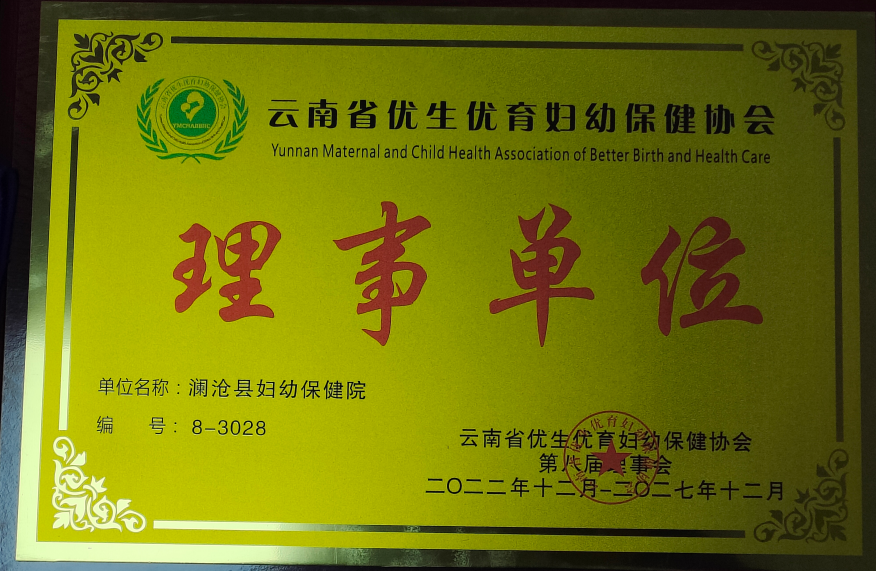 云南省优生优育妇幼保健协会
Yunnan Maternal and Child Health Association of Better Birth and Health Care
理事单位
单位名称：澜沧县妇幼保健院
编 号：8-3028
云南省优生优育妇幼保健协会
第八届理事会
二〇二二年十二月-二〇二七年十二月